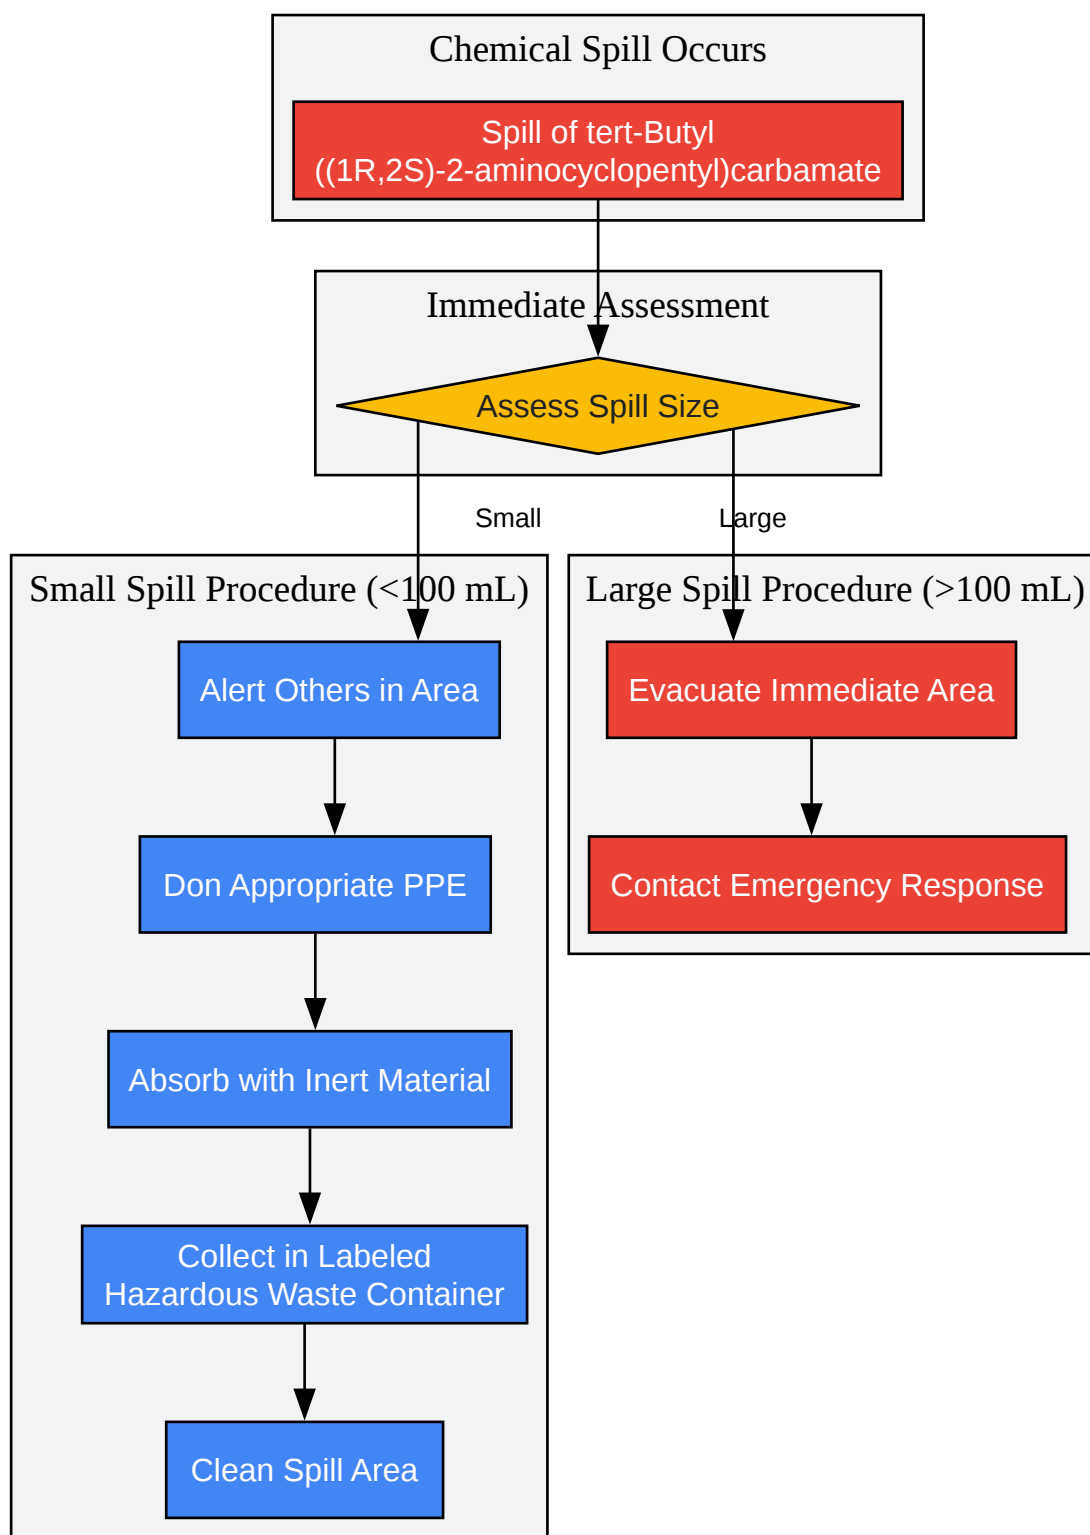 Chemical Spill Occurs
Spill of tert-Butyl
((1R,2S)-2-aminocyclopentyl)carbamate
Immediate Assessment
Assess Spill Size
Small
Large
Small Spill Procedure (<100 mL)
Alert Others in Area
Don Appropriate PPE
Absorb with Inert Material
Collect in Labeled
Hazardous Waste Container
Clean Spill Area
Large Spill Procedure (>100 mL)
Evacuate Immediate Area
Contact Emergency Response